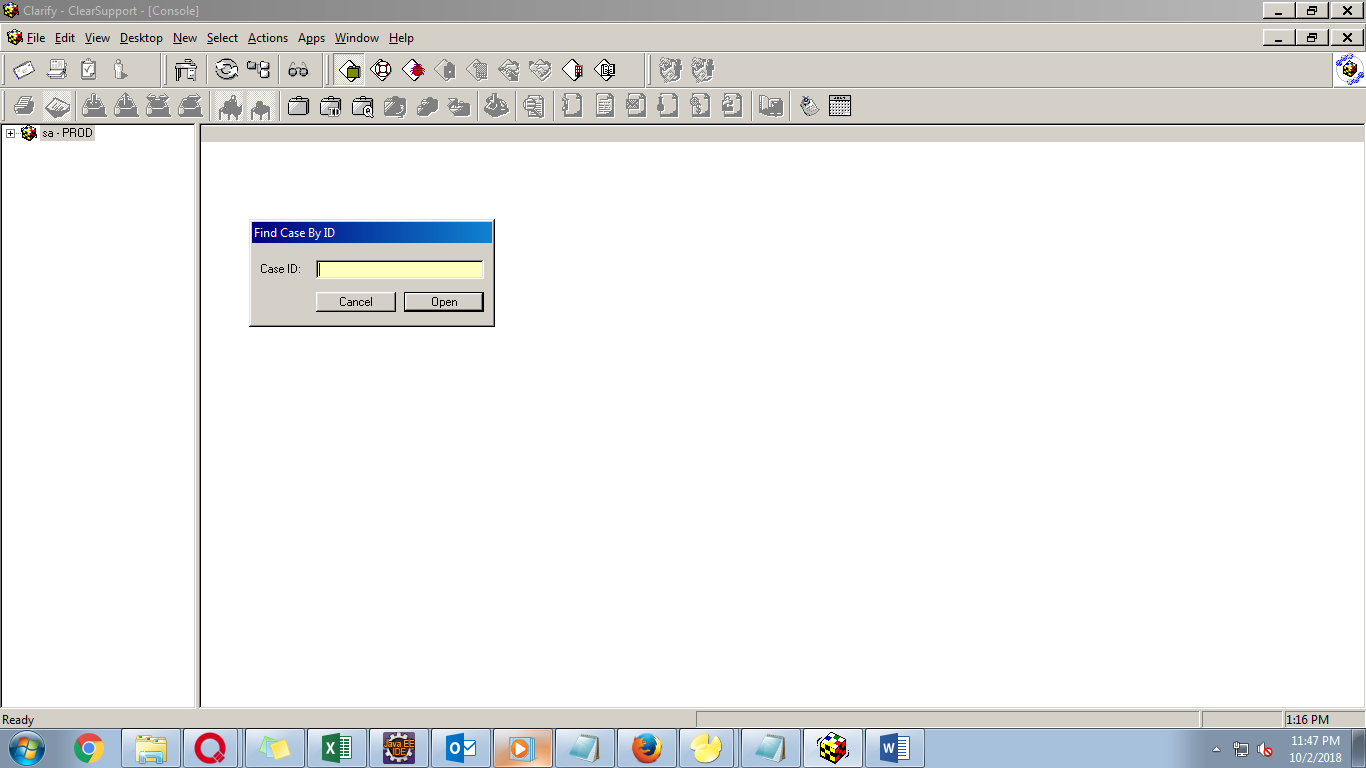 Clarify - ClearSupport - [Console]
File Edit View Desktop New Select Actions Apps Window Help
sa - PROD
Find Case By ID
Case ID:
Cancel Open
Ready
1:16 PM
Java EE
IDE
11:47 PM
10/2/2018